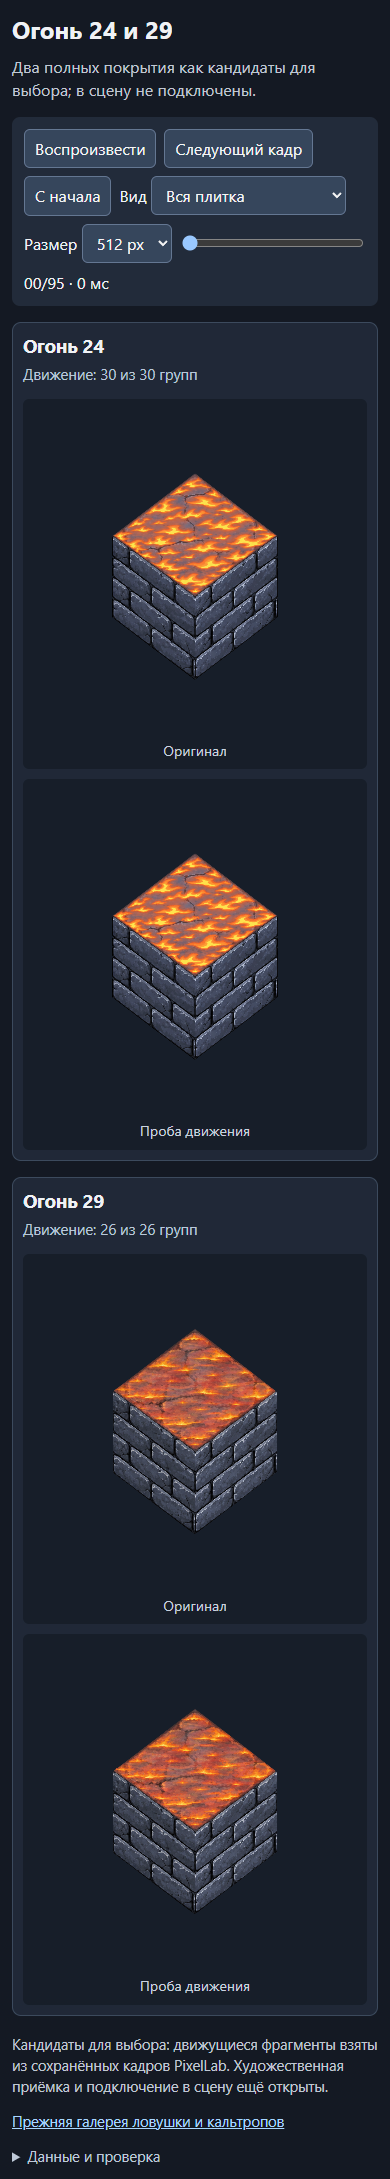 Огонь 24 и 29
Два полных покрытия как кандидаты для
выбора; в сцену не подключены.
Воспроизвести Следующий кадр
С начала Вид Вся плитка
Размер 512 px
00/95 · 0 мс
Огонь 24
Движение: 30 из 30 групп
Оригинал
Проба движения
Огонь 29
Движение: 26 из 26 групп
Оригинал
Проба движения
Кандидаты для выбора: движущиеся фрагменты взяты
из сохранённых кадров PixelLab. Художественная
приёмка и подключение в сцену ещё открыты.
Прежняя галерея ловушки и кальтропов
Данные и проверка